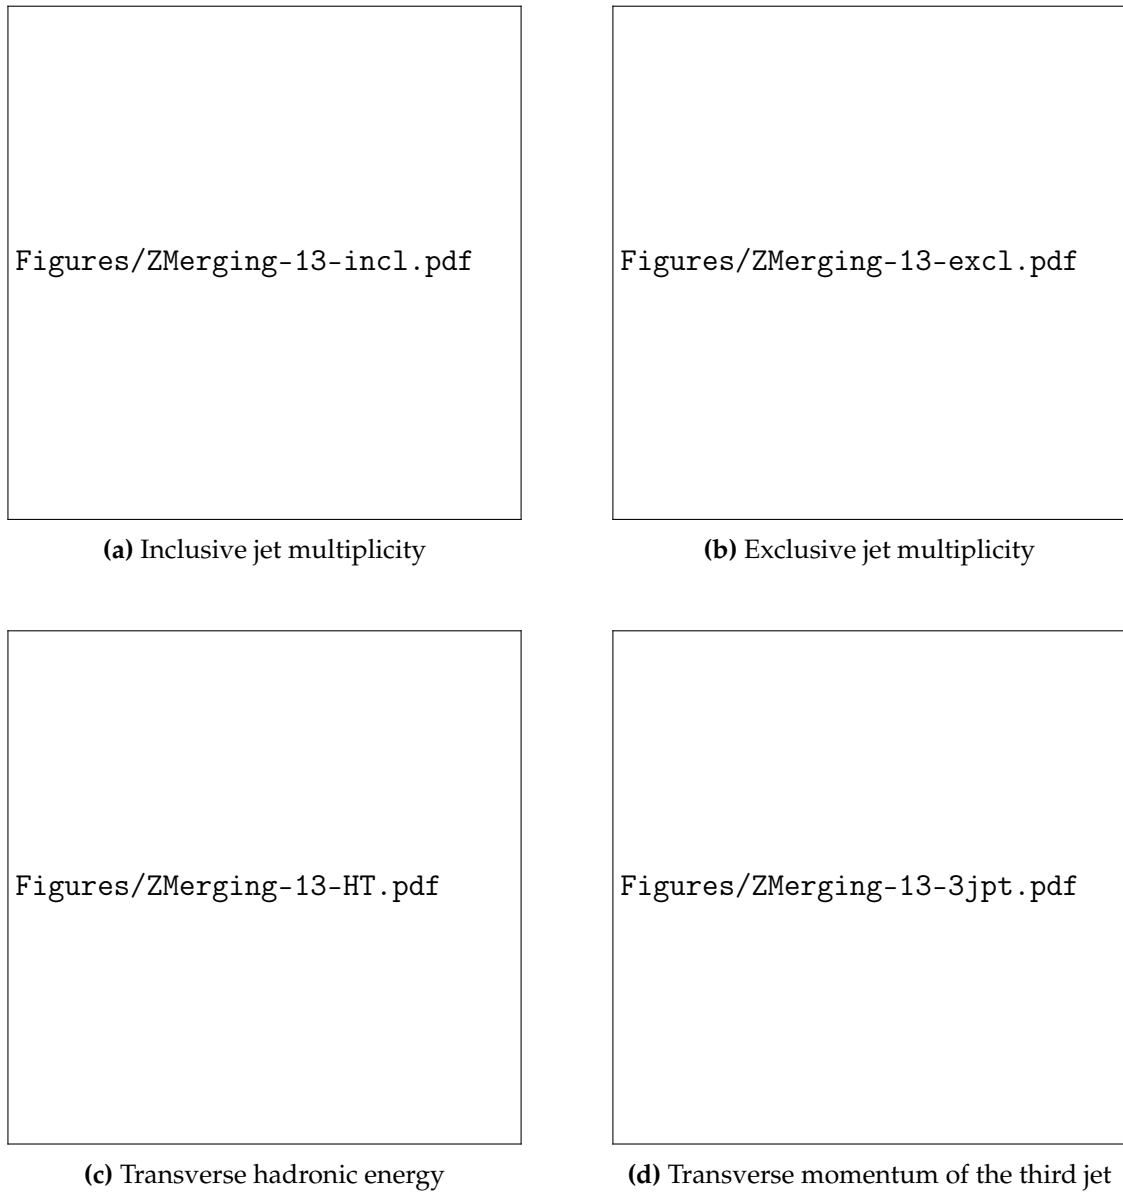 Figures/ZMerging-13-incl.pdf
Figures/ZMerging-13-excl.pdf
(a) Inclusive jet multiplicity
(b) Exclusive jet multiplicity
Figures/ZMerging-13-HT.pdf
Figures/ZMerging-13-3jpt.pdf
(c) Transverse hadronic energy
(d) Transverse momentum of the third jet